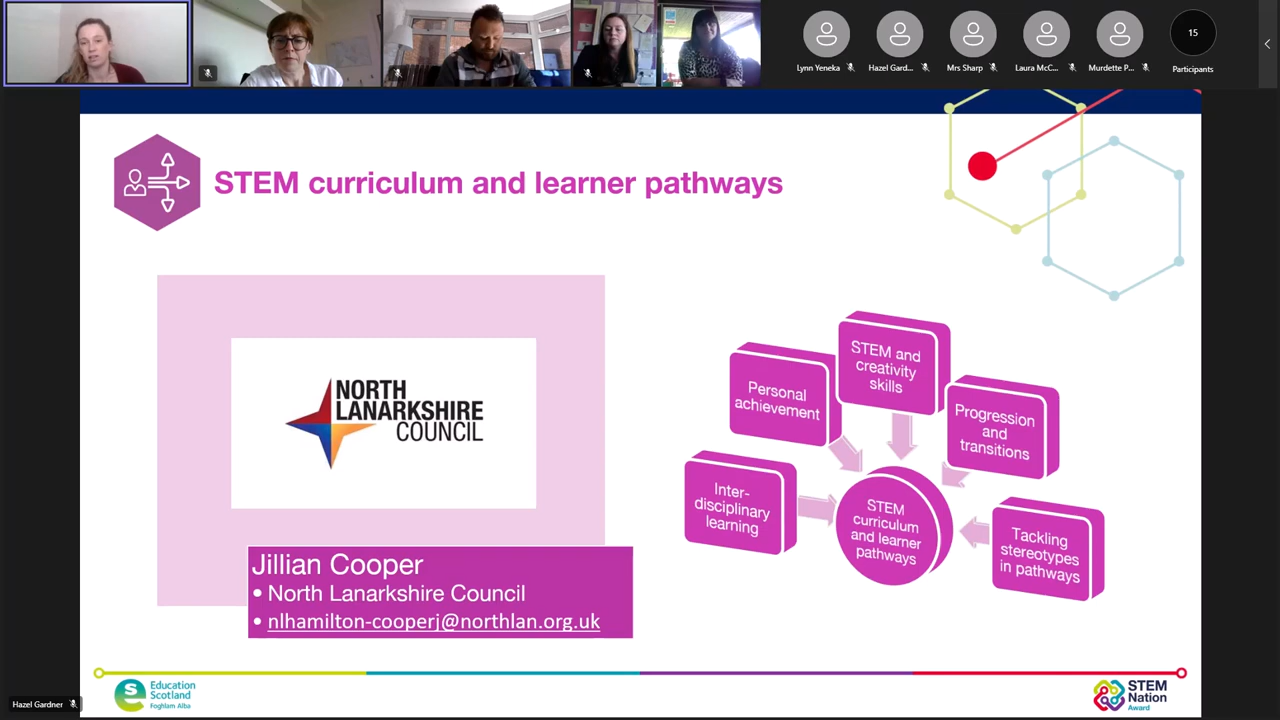 Lynn Yeneka
Hazel Gard...
Mrs Sharp
Laura McC...
Murdette P...
15
Participants
STEM curriculum and learner pathways
NORTH
LANARKSHIRE
COUNCIL
Jillian Cooper
• North Lanarkshire Council
• nlhamilton-cooperj@northlan.org.uk
STEM and
creativity
skills
Personal
achievement
Progression
and
transitions
Inter-
disciplinary
learning
STEM
curriculum
and learner
pathways
Tackling
stereotypes
in pathways
Hazel Gardner
Education
Scotland
Foghlam Alba
STEM
Nation
Award